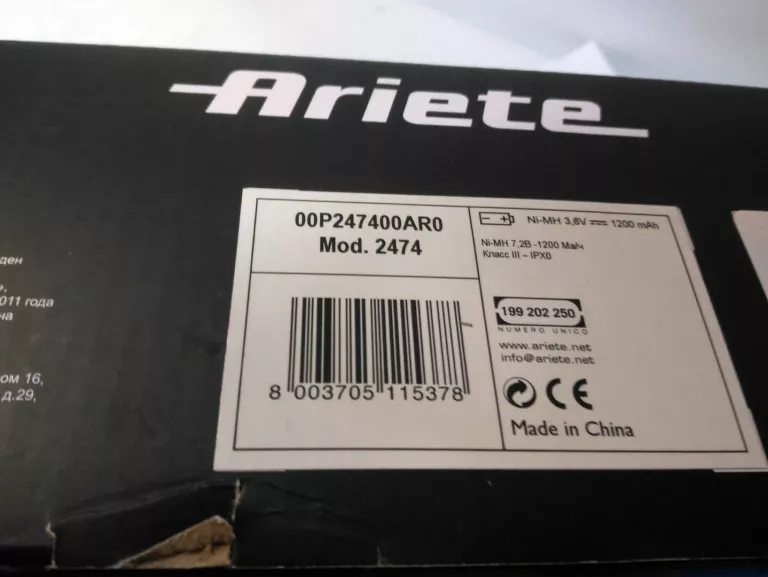 Ariete
00P247400AR0
Mod. 2474
8 003705 115378
Ni-MH 3,6V 1200 mAh
Ni-MH 7,2В -1200 Ма/ч
Класс III – IPX0
199 202 250
NUMERO UNICO
www.ariete.net
info@ariete.net
CE
Made in China
ден
011 года
на
ом 16,
д.29,